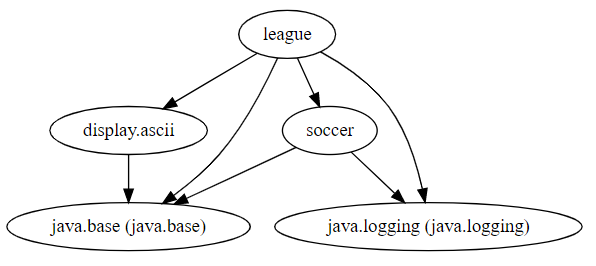 league
display.ascii
soccer
java.base (java.base)
java.logging (java.logging)